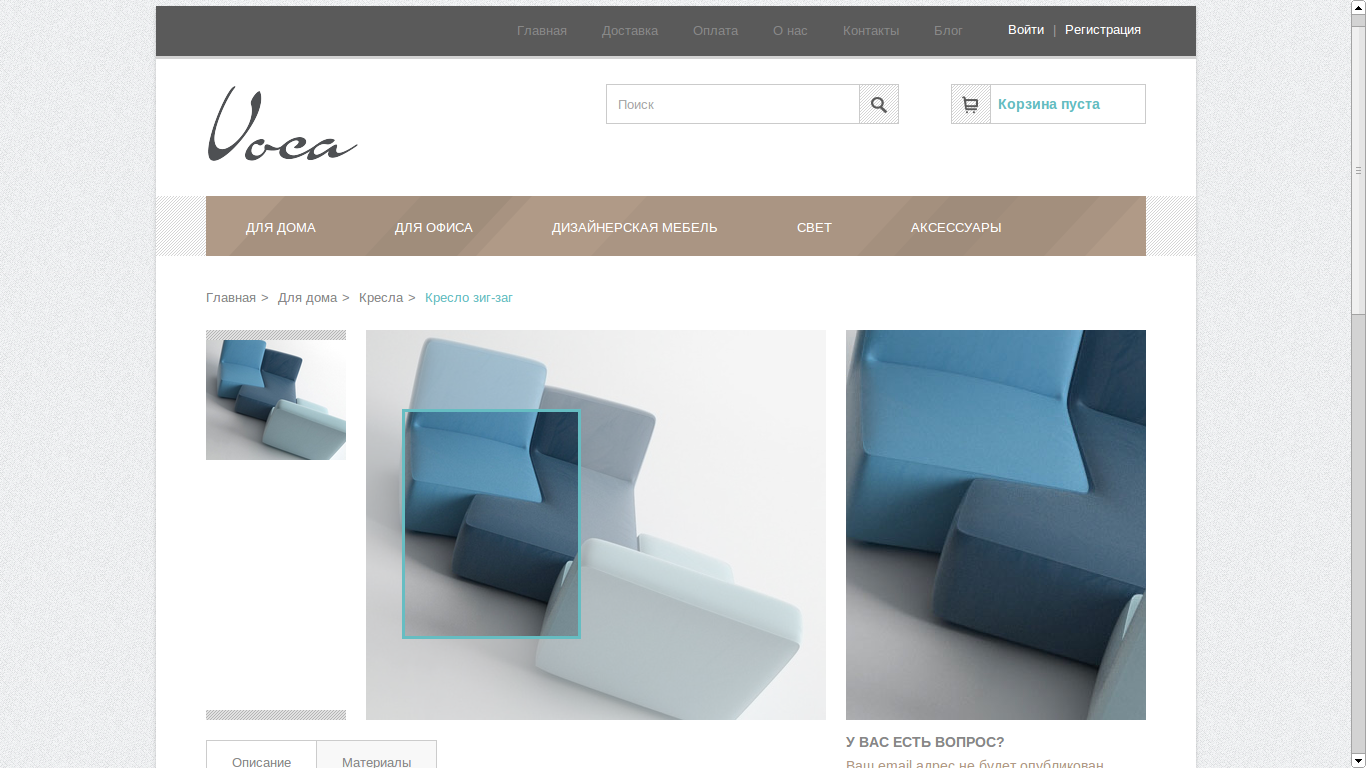 Главная Доставка Оплата О нас Контакты Блог Войти | Регистрация
Voca
Поиск
Корзина пуста
ДЛЯ ДОМА ДЛЯ ОФИСА ДИЗАЙНЕРСКАЯ МЕБЕЛЬ СВЕТ АКСЕССУАРЫ
Главная > Для дома > Кресла > Кресло зиг-заг
У ВАС ЕСТЬ ВОПРОС?
Описание Материалы
Ваш email адрес не будет опубликован